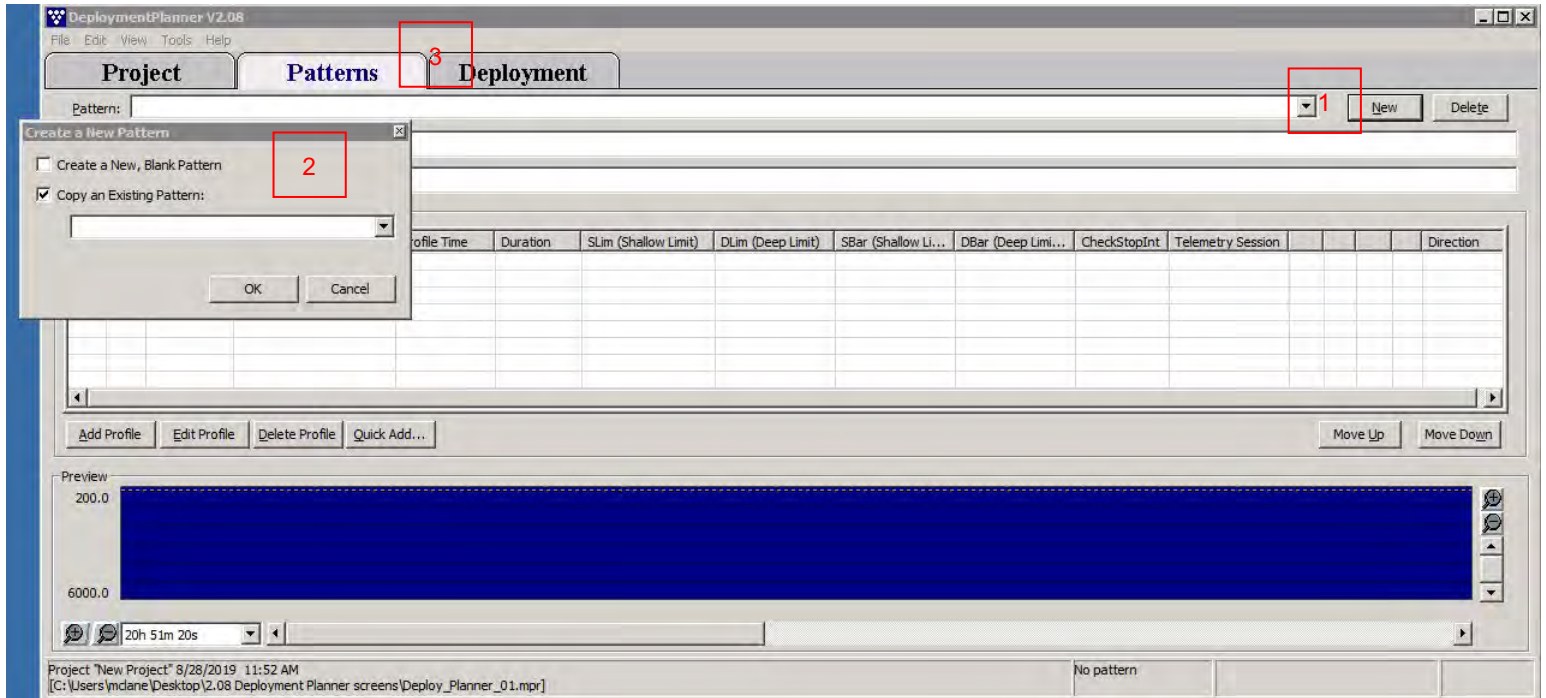 DeploymentPlanner V2.08
File Edit View Tools Help
Project Patterns 3 Deployment
Pattern: 1 New Delete
Create a New Pattern
2
Create a New, Blank Pattern
Copy an Existing Pattern:
OK Cancel
ofile Time Duration SLim (Shallow Limit) DLim (Deep Limit) SBar (Shallow Li... DBar (Deep Limi... CheckStopInt Telemetry Session Direction
Add Profile Edit Profile Delete Profile Quick Add... Move Up Move Down
Preview
200.0
6000.0
20h 51m 20s
Project "New Project" 8/28/2019 11:52 AM No pattern
[C:\Users\mclane\Desktop\2.08 Deployment Planner screens\Deploy_Planner_01.mpr]